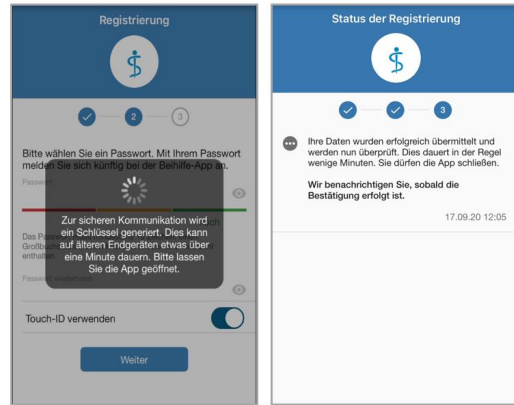 Registrierung
2
3
Bitte wählen Sie ein Passwort. Mit Ihrem Passwort
melden Sie sich künftig bei der Beihilfe-App an.
Passwort
Zur sicheren Kommunikation wird
ein Schlüssel generiert. Dies kann
auf älteren Endgeräten etwas über
eine Minute dauern. Bitte lassen
Sie die App geöffnet.
Das
enthalten
Touch-ID verwenden
Weiter
Status der Registrierung
3
Ihre Daten wurden erfolgreich übermittelt und
werden nun überprüft. Dies dauert in der Regel
wenige Minuten. Sie dürfen die App schließen.
Wir benachrichtigen Sie, sobald die
Bestätigung erfolgt ist.
17.09.20 12:05